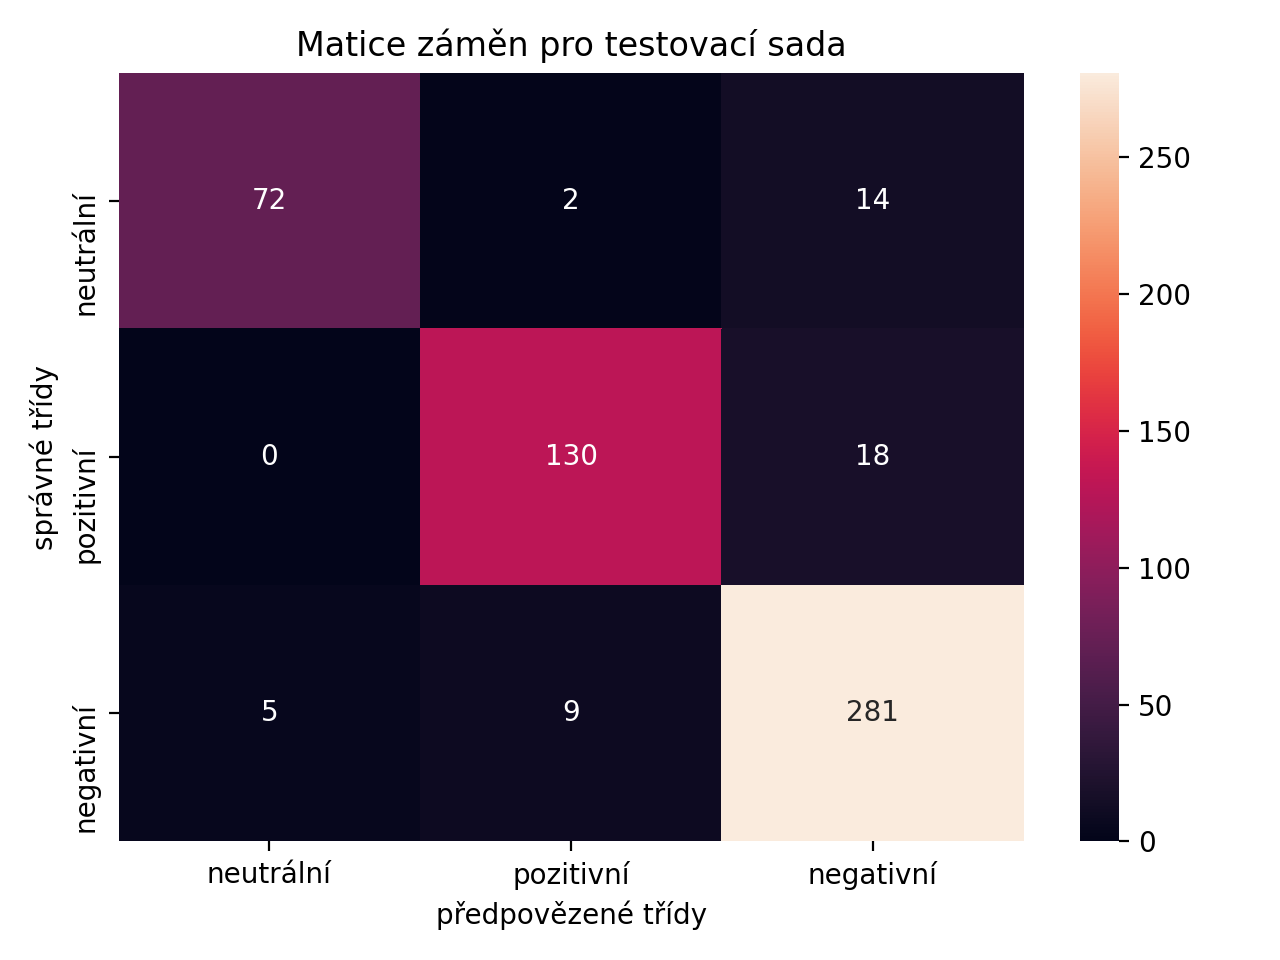 Matice záměn pro testovací sada
správné třídy
neutrální
72
2
14
pozitivní
0
130
18
negativní
5
9
281
neutrální
pozitivní
negativní
předpovězené třídy
250
200
150
100
50
0